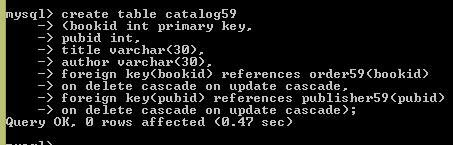 mysql> create table catalog59
    -> (bookid int primary key,
    -> pubid int,
    -> title varchar(30),
    -> author varchar(30),
    -> foreign key(bookid) references order59(bookid)
    -> on delete cascade on update cascade,
    -> foreign key(pubid) references publisher59(pubid)
    -> on delete cascade on update cascade);
Query OK, 0 rows affected (0.47 sec)
mysql>